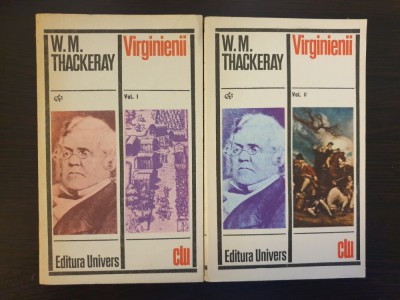 W. M.
THACKERAY
Virginienii
Vol. I
Editura Univers
clu
W. M.
THACKERAY
Virginienii
Vol. II
Editura Univers
clu